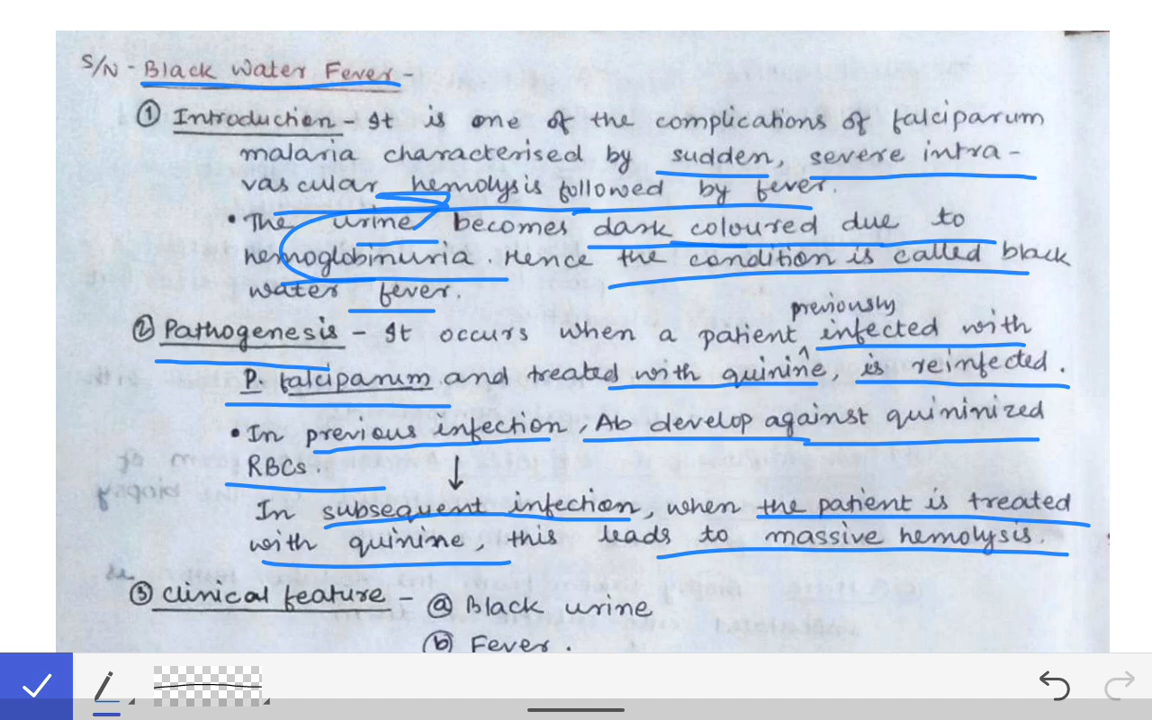 S/N - Black Water Fever -
① Introduction - It is one of the complications of falciparum
malaria characterised by sudden, severe intra-
vascular hemolysis followed by fever.
• The urine becomes dark coloured due to
hemoglobinuria. Hence the condition is called black
water fever.
previously
② Pathogenesis - It occurs when a patient ^ infected with
P. falciparum and treated with quinine, is reinfected.
• In previous infection, Ab develop against quininized
RBCs.
↓
In subsequent infection, when the patient is treated
with quinine, this leads to massive hemolysis.
③ Clinical feature - ⓐ Black urine
ⓑ Fever.